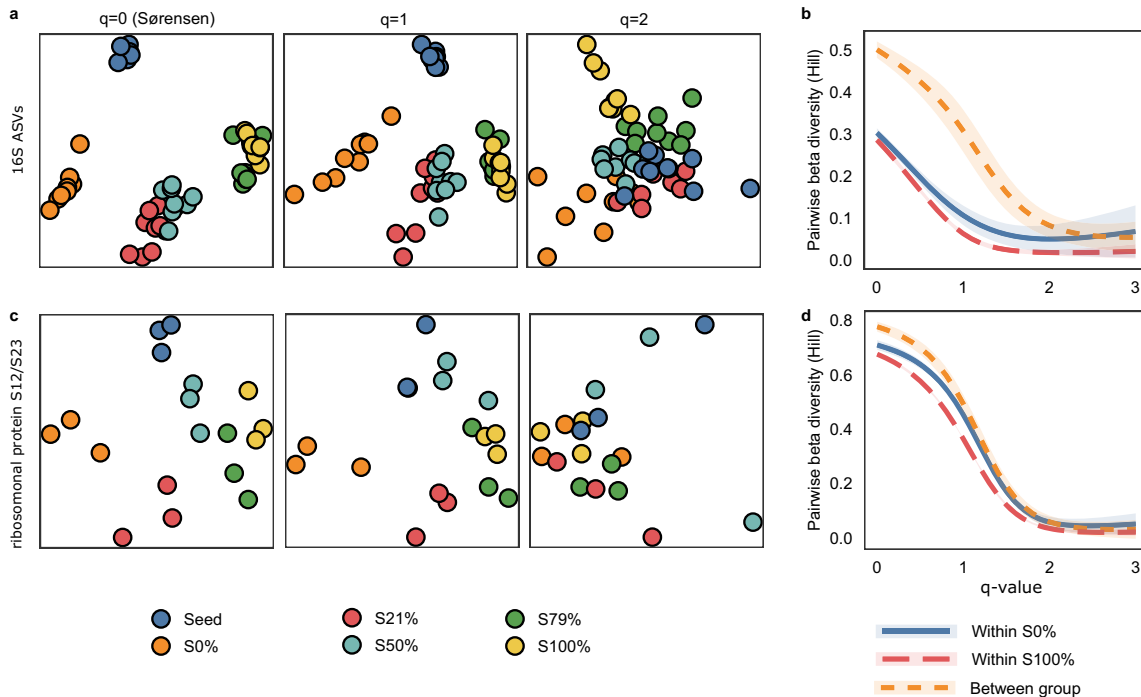 a
q=0 (Sørensen)
q=1
q=2
16S ASVs
b
Pairwise beta diversity (Hill)
0.5
0.4
0.3
0.2
0.1
0.0
0
1
2
3
c
ribosomonal protein S12/S23
d
Pairwise beta diversity (Hill)
0.8
0.6
0.4
0.2
0.0
0
1
2
3
q-value
Seed
S21%
S79%
S0%
S50%
S100%
Within S0%
Within S100%
Between group